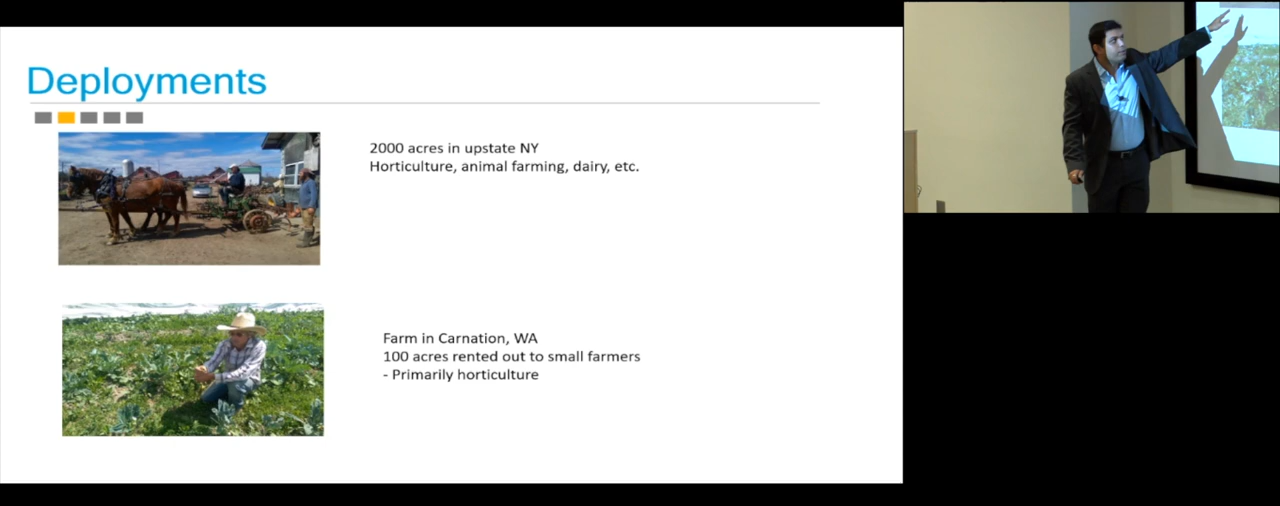 Deployments
2000 acres in upstate NY
Horticulture, animal farming, dairy, etc.
Farm in Carnation, WA
100 acres rented out to small farmers
- Primarily horticulture